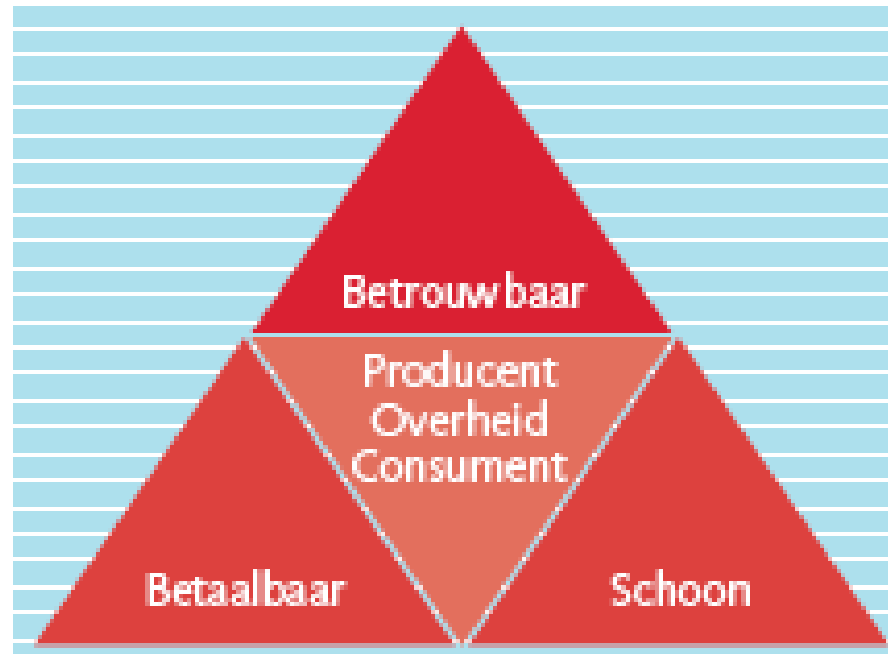 Betrouwbaar
Producent
Overheid
Consument
Betaalbaar
Schoon